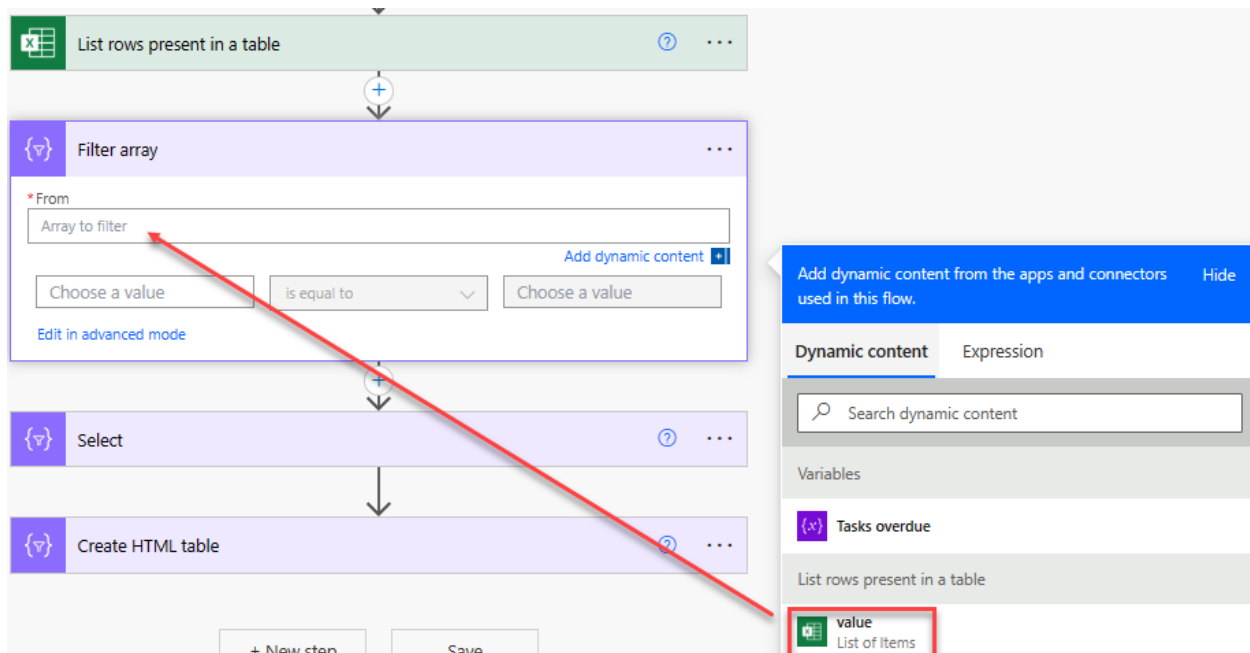 List rows present in a table
Filter array
* From
Array to filter
Add dynamic content
Choose a value
is equal to
Choose a value
Edit in advanced mode
Select
Create HTML table
+ New step
Save
Add dynamic content from the apps and connectors
used in this flow.
Hide
Dynamic content
Expression
Search dynamic content
Variables
{x}
Tasks overdue
List rows present in a table
value
List of Items